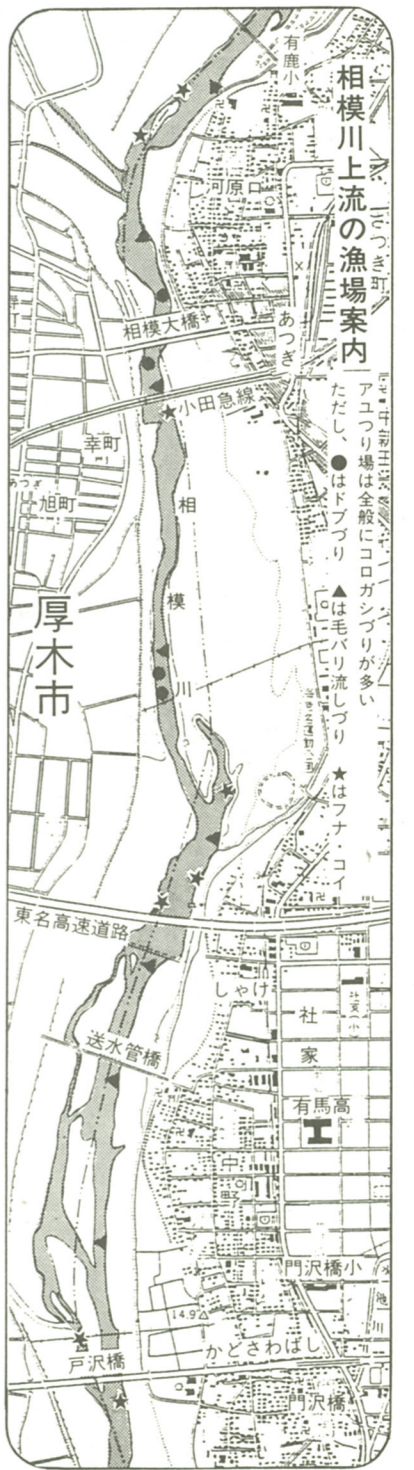 相模川上流の漁場案内
アユつり場は全般にコロガシづりが多い
ただし、●はドブづり ▲は毛バリ流しづり ★はフナ・コイ
有鹿小
河原口
相模大橋
あつぎ
小田急線
幸町
あつぎ
旭町
厚木市
相模川
東名高速道路
しゃけ
社家
送水管橋
有馬高
中野
門沢橋小
14.9
戸沢橋
かどさわばし
門沢橋